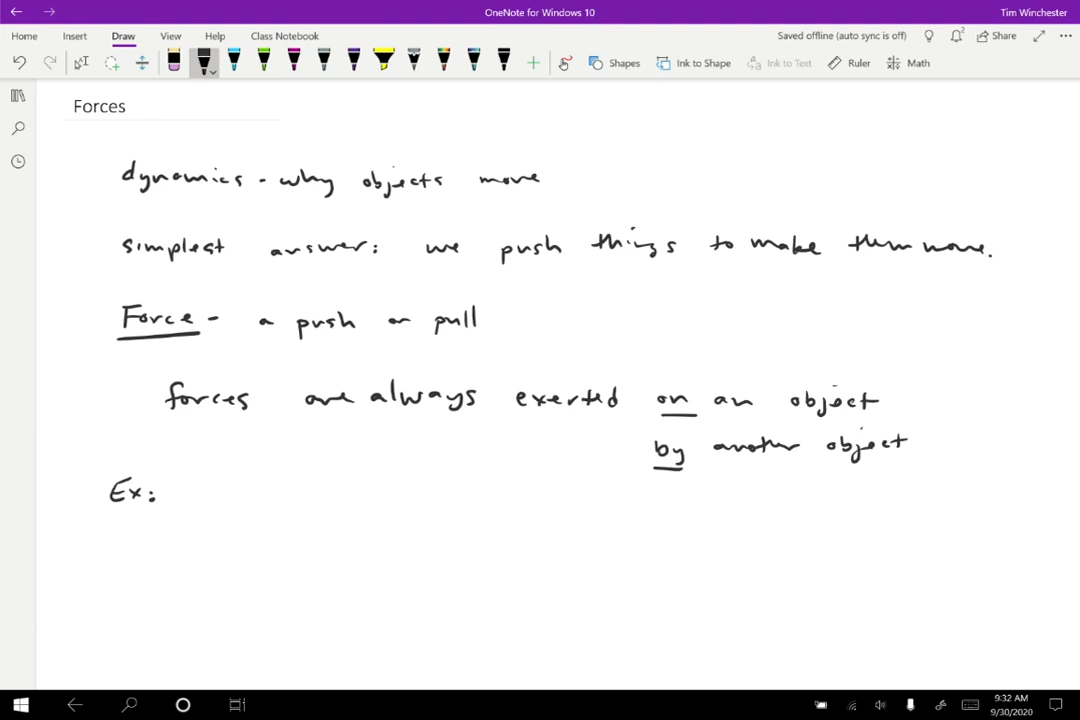 OneNote for Windows 10
Tim Winchester
Home Insert Draw View Help Class Notebook Saved offline (auto sync is off) 2 Share
Shapes Ink to Shape Ink to Text Ruler Math
Forces
dynamics - why objects move
simplest answer: we push things to make them move.
Force - a push or pull
forces are always exerted on an object
by another object
Ex:
9:32 AM
9/30/2020